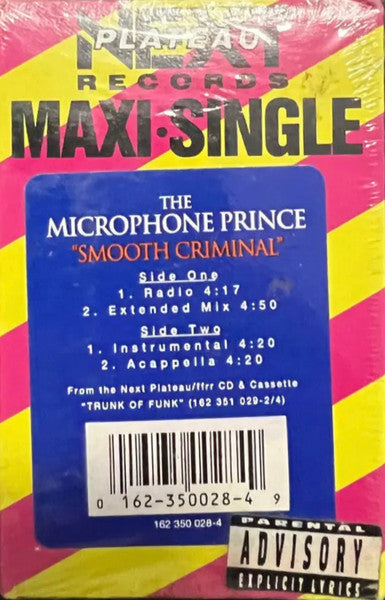 NEXT
PLATEAU
RECORDS
MAXI·SINGLE
THE
MICROPHONE PRINCE
"SMOOTH CRIMINAL"
Side One
1. Radio 4:17
2. Extended Mix 4:50
Side Two
1. Instrumental 4:20
2. Acappella 4:20
From the Next Plateau/ffrr CD & Cassette
"TRUNK OF FUNK" (162 351 029-2/4)
0 162-350028-4 9
162 350 028-4
PARENTAL
ADVISORY
EXPLICIT LYRICS